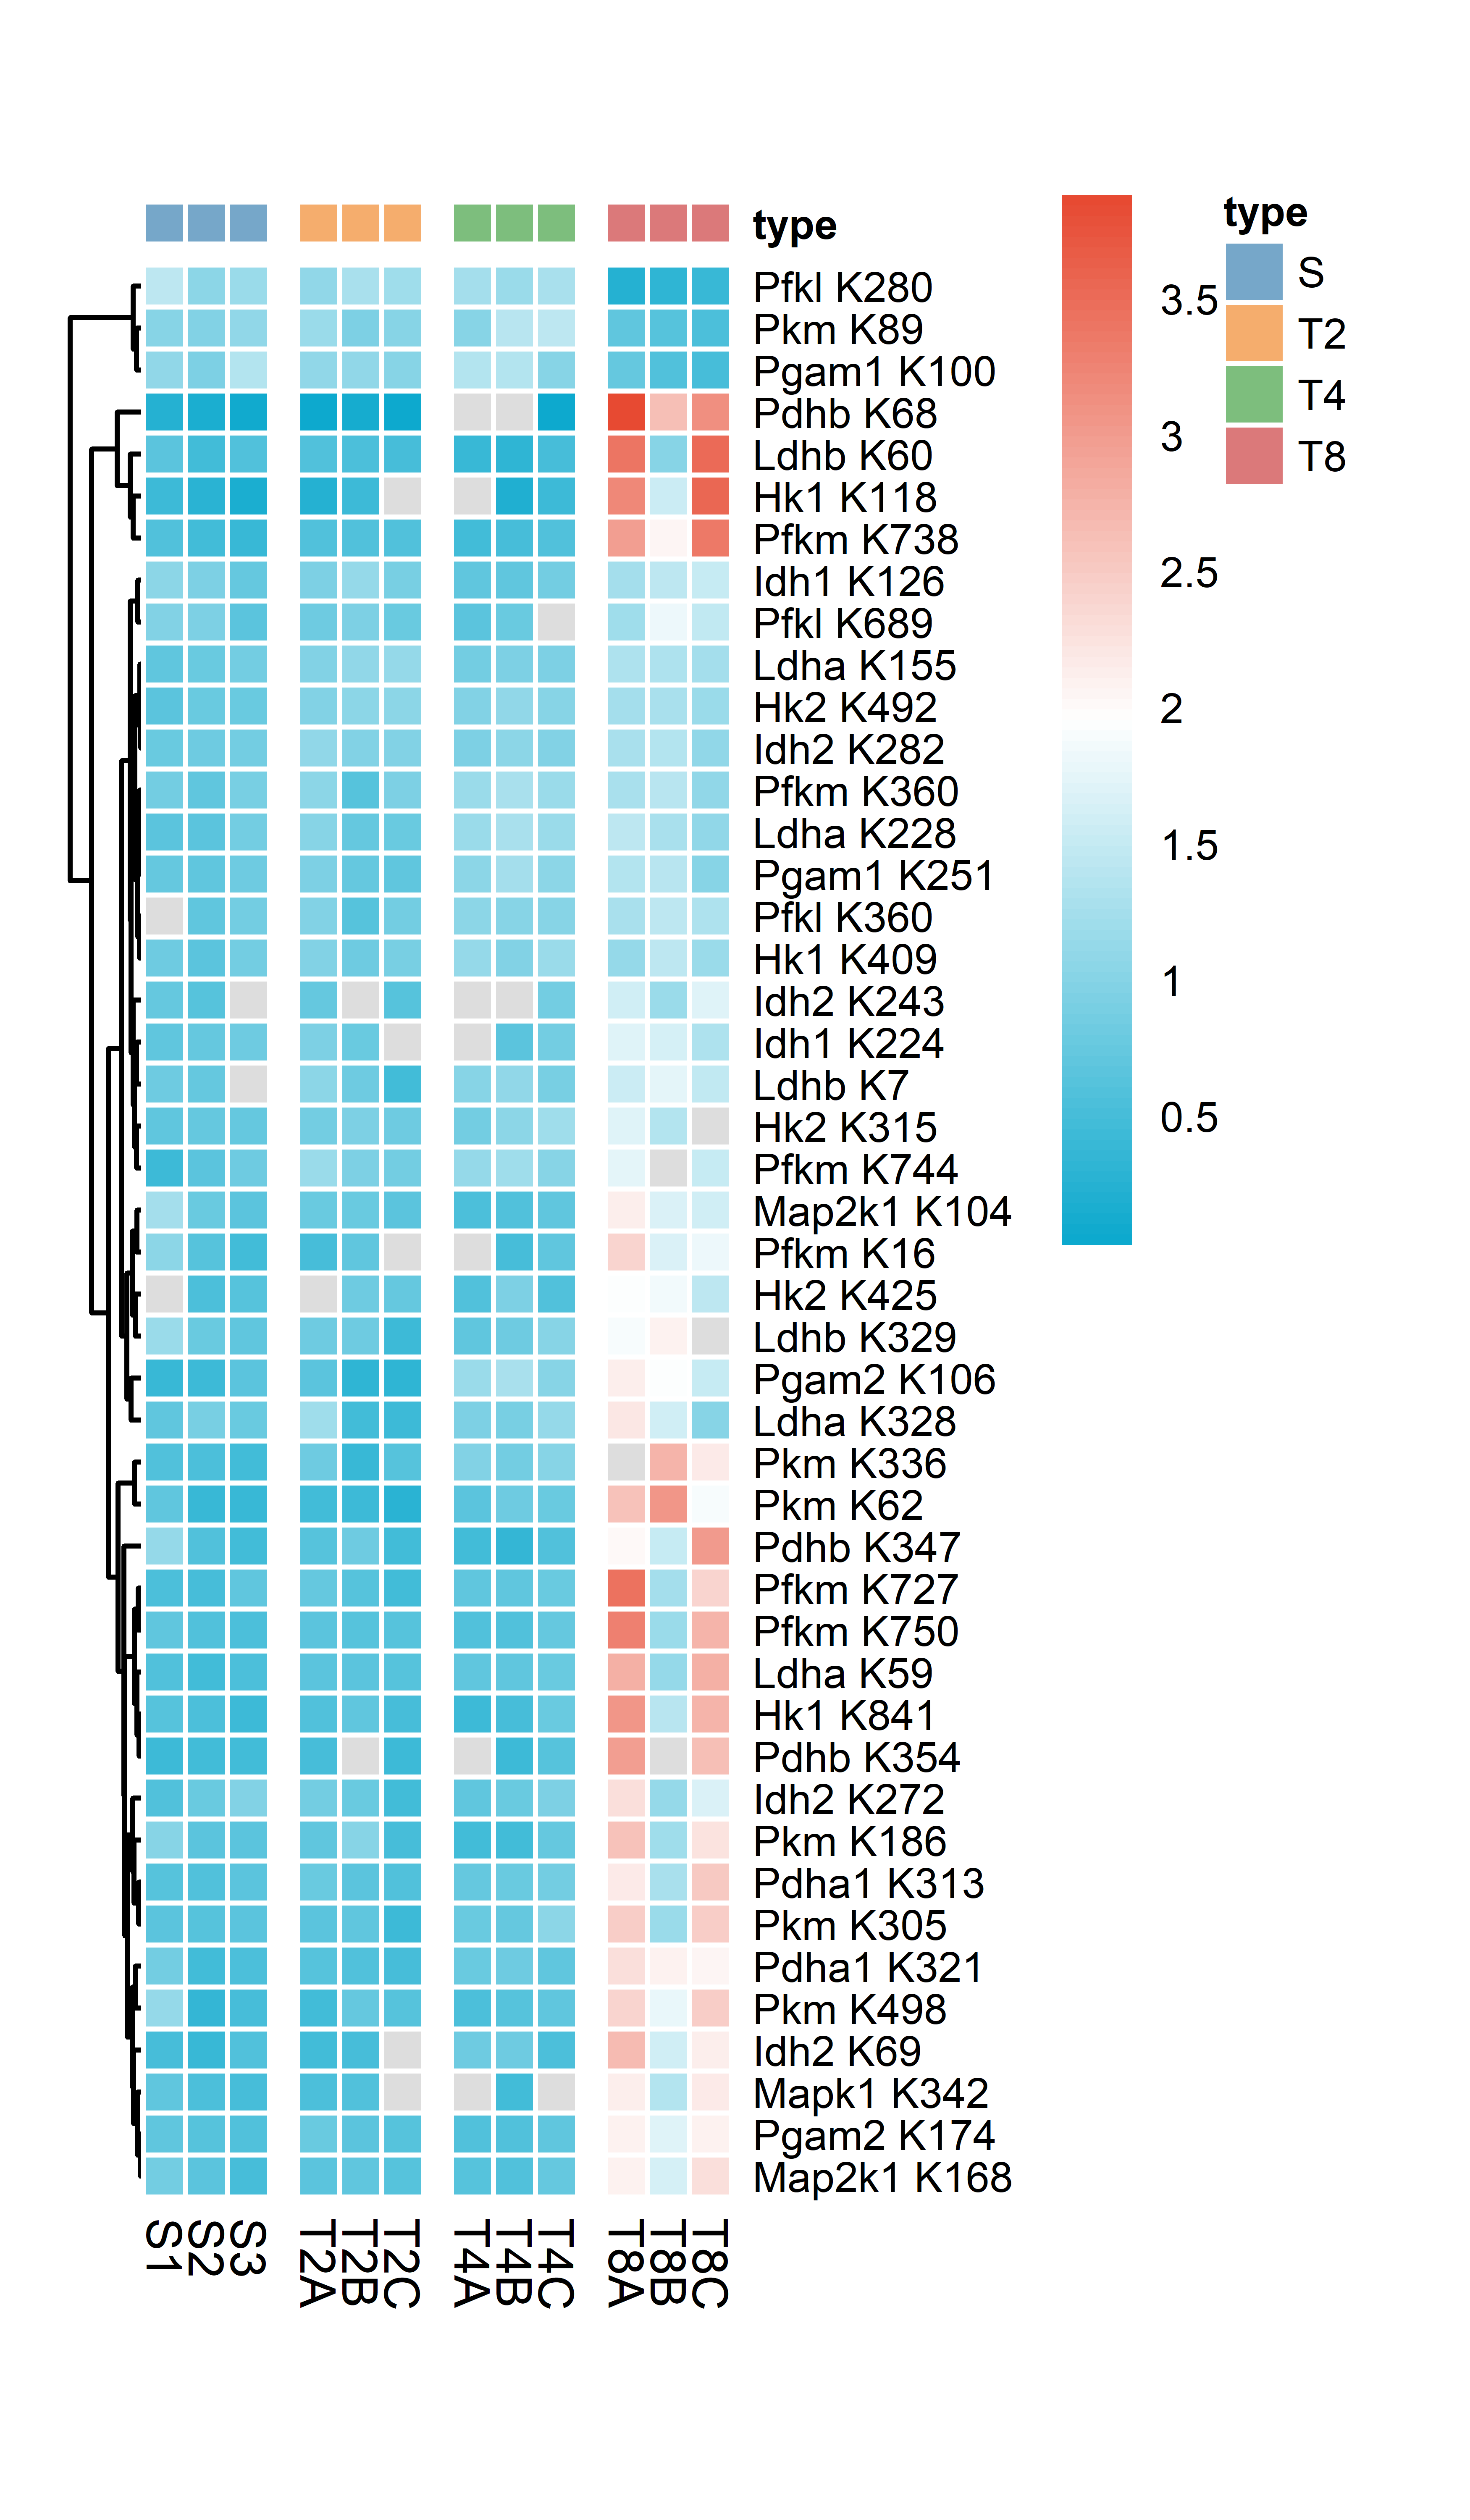 type
Pfkl K280
Pkm K89
Pgam1 K100
Pdhb K68
Ldhb K60
Hk1 K118
Pfkm K738
Idh1 K126
Pfkl K689
Ldha K155
Hk2 K492
Idh2 K282
Pfkm K360
Ldha K228
Pgam1 K251
Pfkl K360
Hk1 K409
Idh2 K243
Idh1 K224
Ldhb K7
Hk2 K315
Pfkm K744
Map2k1 K104
Pfkm K16
Hk2 K425
Ldhb K329
Pgam2 K106
Ldha K328
Pkm K336
Pkm K62
Pdhb K347
Pfkm K727
Pfkm K750
Ldha K59
Hk1 K841
Pdhb K354
Idh2 K272
Pkm K186
Pdha1 K313
Pkm K305
Pdha1 K321
Pkm K498
Idh2 K69
Mapk1 K342
Pgam2 K174
Map2k1 K168
S1
S2
S3
T2A
T2B
T2C
T4A
T4B
T4C
T8A
T8B
T8C
3.5
3
2.5
2
1.5
1
0.5
type
S
T2
T4
T8